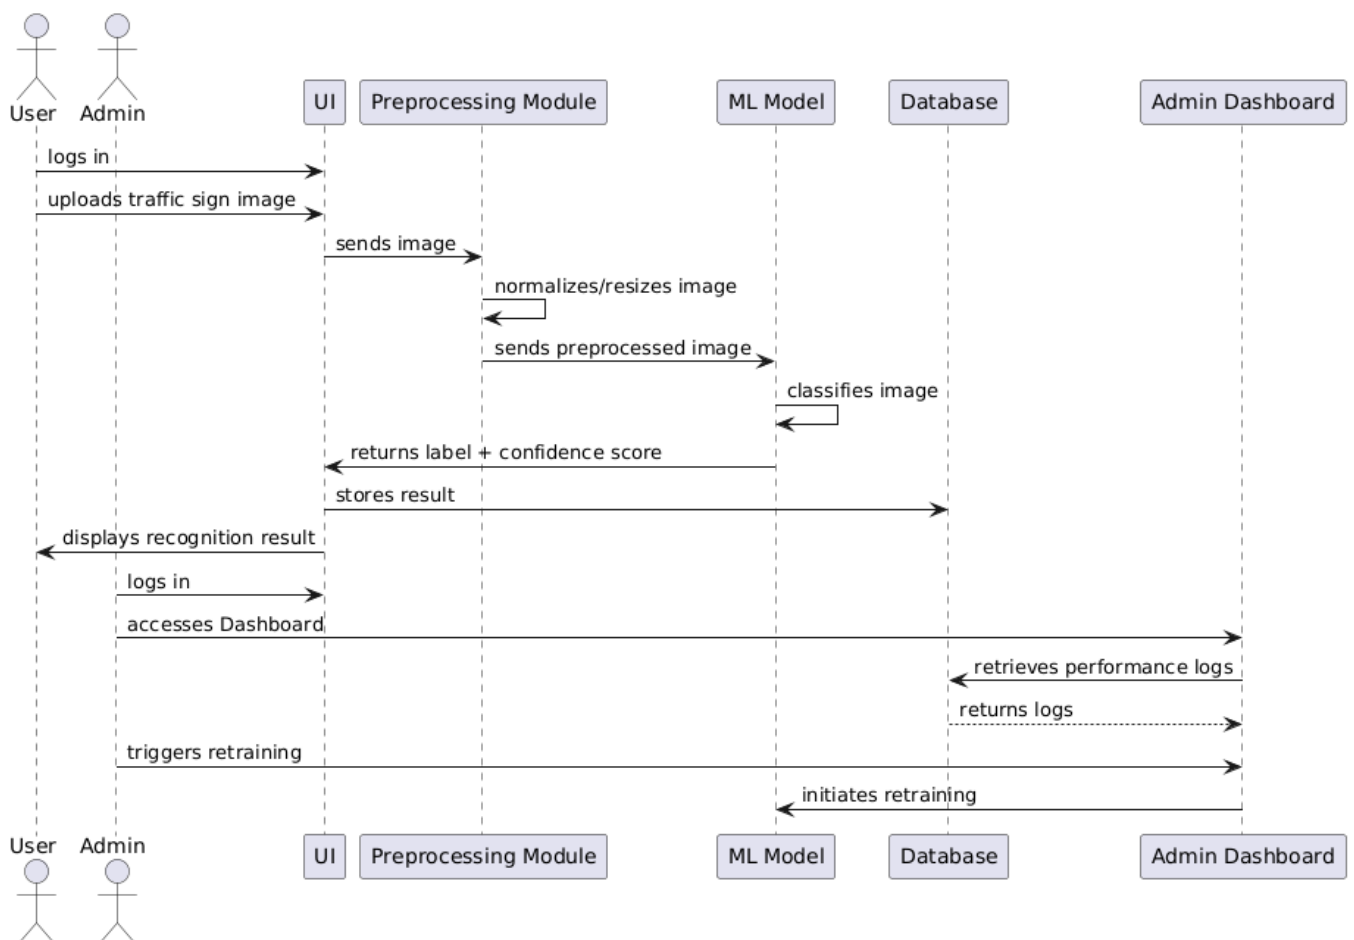 User
Admin
UI
Preprocessing Module
ML Model
Database
Admin Dashboard
logs in
uploads traffic sign image
sends image
normalizes/resizes image
sends preprocessed image
classifies image
returns label + confidence score
stores result
displays recognition result
logs in
accesses Dashboard
retrieves performance logs
returns logs
triggers retraining
initiates retraining
User
Admin
UI
Preprocessing Module
ML Model
Database
Admin Dashboard